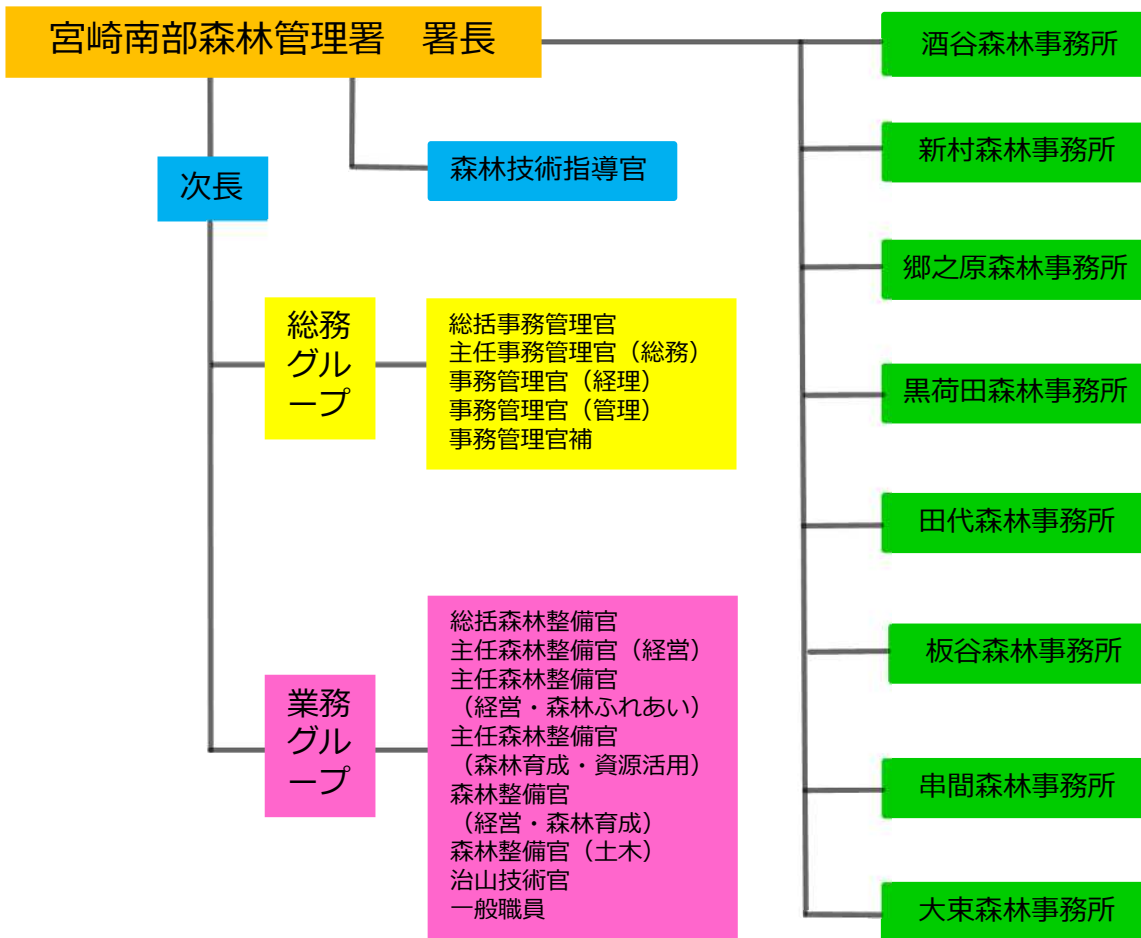 宮崎南部森林管理署　署長
次長
森林技術指導官
総務
グル
ープ
総括事務管理官
主任事務管理官（総務）
事務管理官（経理）
事務管理官（管理）
事務管理官補
業務
グル
ープ
総括森林整備官
主任森林整備官（経営）
主任森林整備官
（経営・森林ふれあい）
主任森林整備官
（森林育成・資源活用）
森林整備官
（経営・森林育成）
森林整備官（土木）
治山技術官
一般職員
酒谷森林事務所
新村森林事務所
郷之原森林事務所
黒荷田森林事務所
田代森林事務所
板谷森林事務所
串間森林事務所
大束森林事務所